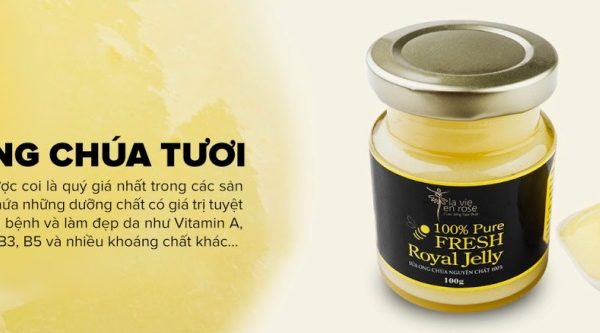 NG CHÚA TƯƠI
ược coi là quý giá nhất trong các sản
hứa những dưỡng chất có giá trị tuyệt
bệnh và làm đẹp da như Vitamin A,
B3, B5 và nhiều khoáng chất khác...
la vie
en rose
100% Pure
FRESH
Royal Jelly
SỮA ONG CHÚA NGUYÊN CHẤT 100%
100g